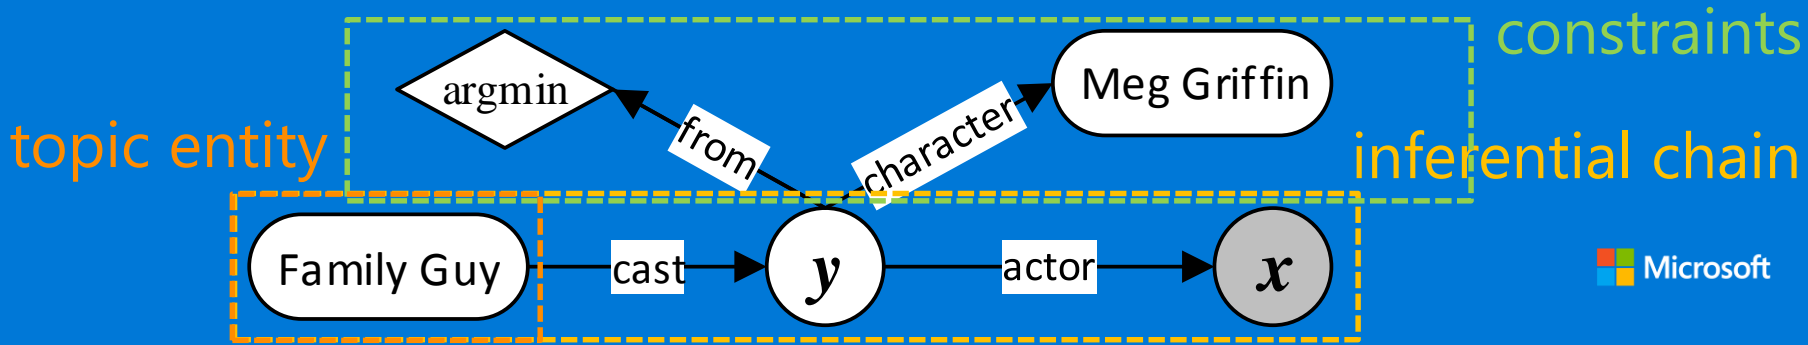 constraints
argmin
Meg Griffin
topic entity
from
character
inferential chain
Family Guy
cast
y
actor
x
Microsoft